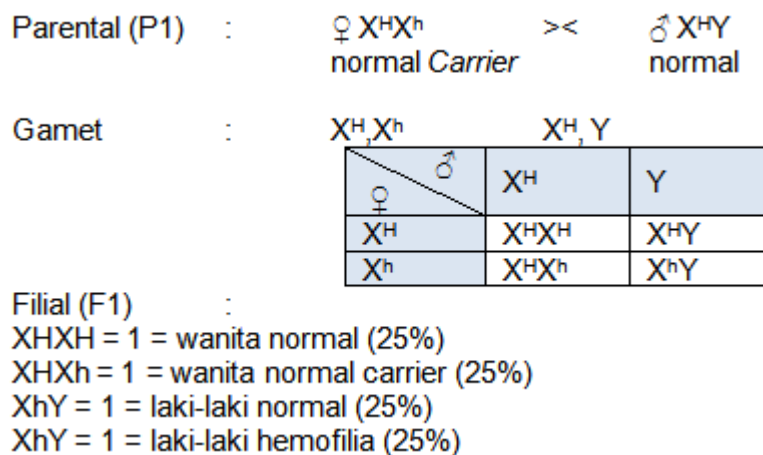 Parental (P1) : ♀ XᴴXʰ >< ♂ XᴴY
normal Carrier normal
Gamet : Xᴴ,Xʰ Xᴴ, Y
♂ Xᴴ Y
♀
Xᴴ XᴴXᴴ XᴴY
Xʰ XᴴXʰ XʰY
Filial (F1) :
XHXH = 1 = wanita normal (25%)
XHXh = 1 = wanita normal carrier (25%)
XhY = 1 = laki-laki normal (25%)
XhY = 1 = laki-laki hemofilia (25%)